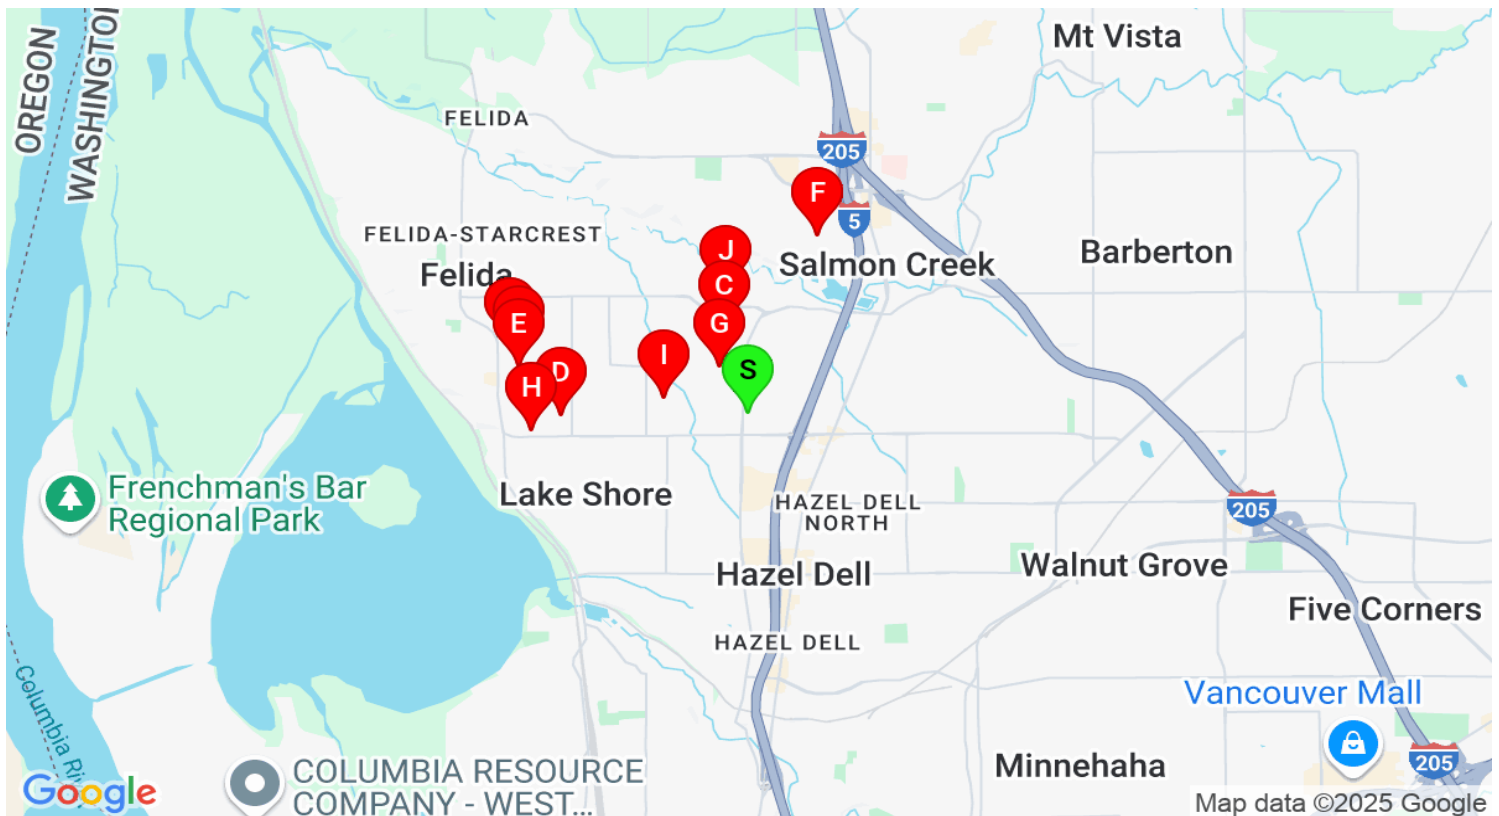 OREGON
WASHINGTON
Mt Vista
FELIDA
205
F
5
FELIDA-STARCREST
Felida
J
Salmon Creek
Barberton
C
E
G
I
S
D
H
Frenchman's Bar
Regional Park
Lake Shore
HAZEL DELL
NORTH
205
Hazel Dell
Walnut Grove
Five Corners
HAZEL DELL
Columbia
Vancouver Mall
205
Minnehaha
COLUMBIA RESOURCE
COMPANY - WEST...
Google
Map data ©2025 Google